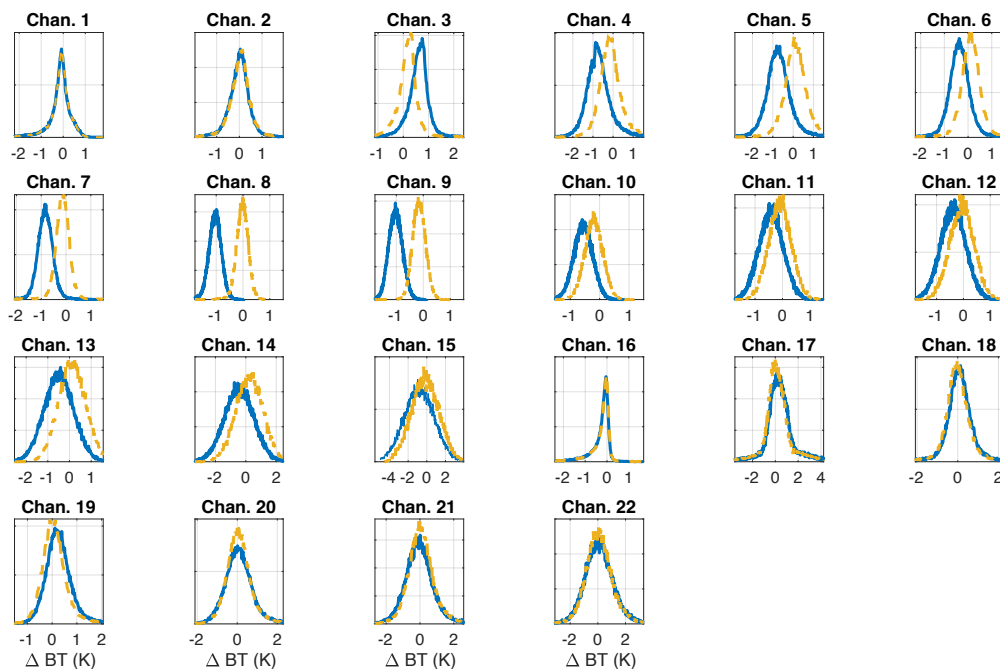 Chan. 1 Chan. 2 Chan. 3 Chan. 4 Chan. 5 Chan. 6
-2 -1 0 1 -2 0 2 -1 0 1 2 -2 -1 0 1 -1 0 1 -1 0 1
Chan. 7 Chan. 8 Chan. 9 Chan. 10 Chan. 11 Chan. 12
-2 -1 0 1 -1 0 1 -1 0 1 -1 0 1 -2 0 2 -2 -1 0 1
Chan. 13 Chan. 14 Chan. 15 Chan. 16 Chan. 17 Chan. 18
-2 -1 0 1 -2 0 2 -4 -2 0 2 -2 -1 0 1 -2 0 2 4 -2 0 2
Chan. 19 Chan. 20 Chan. 21 Chan. 22
-1 0 1 2 -2 0 2 -2 0 2 -2 0 2
Δ BT (K) Δ BT (K) Δ BT (K) Δ BT (K)